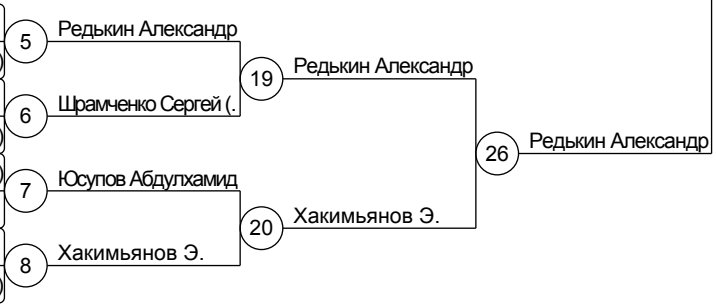 5 Редькин Александр
19 Редькин Александр
6 Шрамченко Сергей (.
26 Редькин Александр
7 Юсупов Абдулхамид
20 Хакимьянов Э.
8 Хакимьянов Э.